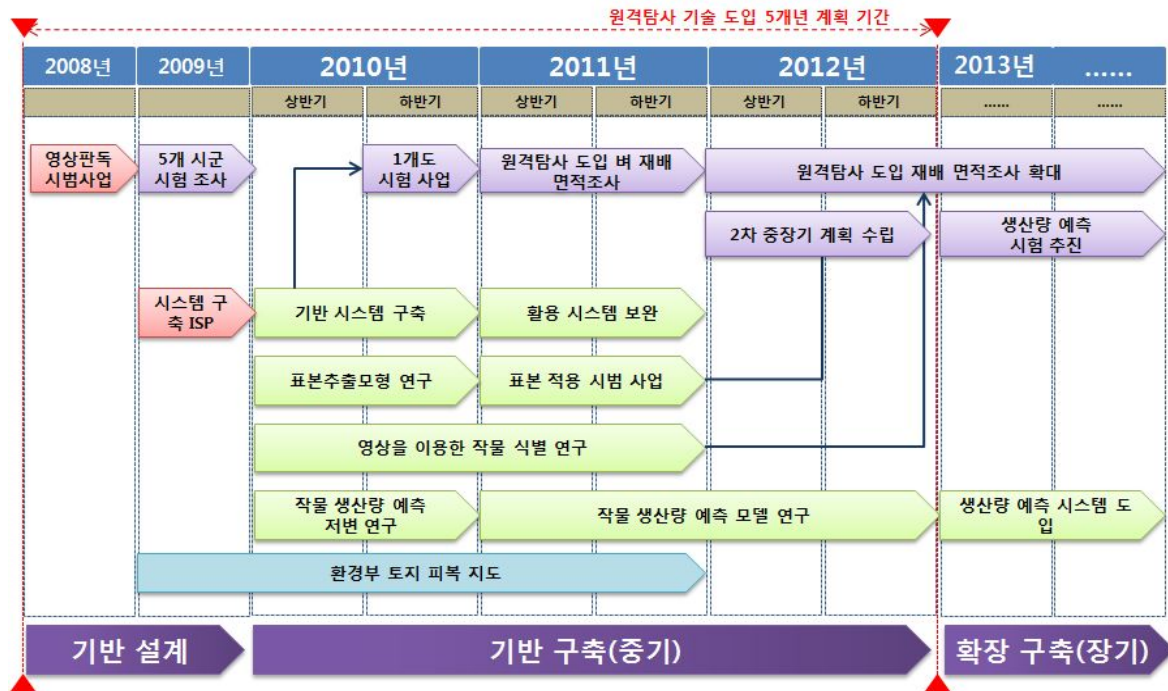 원격탐사 기술 도입 5개년 계획 기간
2008년 2009년 2010년 2011년 2012년 2013년 ......
상반기 하반기 상반기 하반기 상반기 하반기 ...... ......
영상판독
시범사업
5개 시군
시험 조사
1개도
시험 사업
원격탐사 도입 벼 재배
면적조사
원격탐사 도입 재배 면적조사 확대
2차 중장기 계획 수립
생산량 예측
시험 추진
시스템 구
축 ISP
기반 시스템 구축
활용 시스템 보완
표본추출모형 연구
표본 적용 시범 사업
영상을 이용한 작물 식별 연구
작물 생산량 예측
저변 연구
작물 생산량 예측 모델 연구
생산량 예측 시스템 도
입
환경부 토지 피복 지도
기반 설계
기반 구축(중기)
확장 구축(장기)